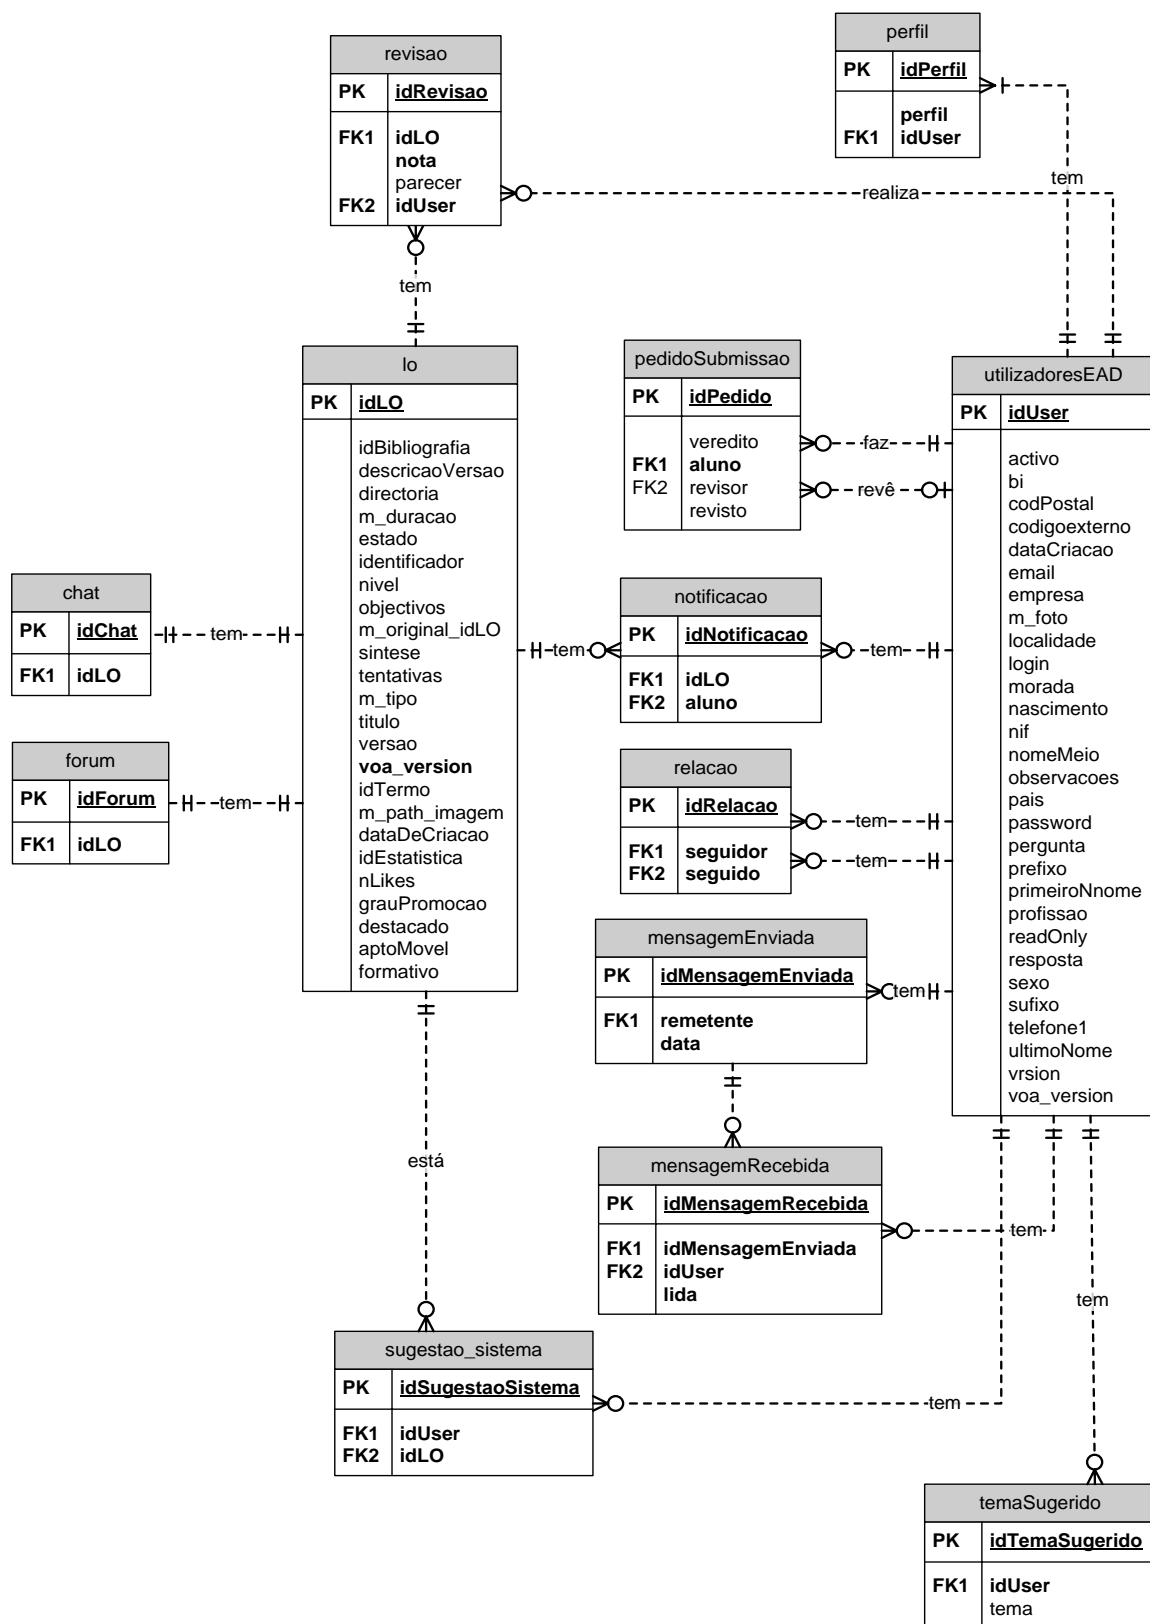 perfil
PK idPerfil
perfil
FK1 idUser
revisao
PK idRevisao
FK1 idLO
nota
parecer
FK2 idUser
realiza
tem
tem
lo
PK idLO
idBibliografia
descricaoVersao
directoria
m_duracao
estado
identificador
nivel
objectivos
m_original_idLO
sintese
tentativas
m_tipo
titulo
versao
voa_version
idTermo
m_path_imagem
dataDeCriacao
idEstatistica
nLikes
grauPromocao
destacado
aptoMovel
formativo
pedidoSubmissao
PK idPedido
veredito
FK1 aluno
FK2 revisor
revisto
faz
revê
utilizadoresEAD
PK idUser
activo
bi
codPostal
codigoexterno
dataCriacao
email
empresa
m_foto
localidade
login
morada
nascimento
nif
nomeMeio
observacoes
pais
password
pergunta
prefixo
primeiroNnome
profissao
readOnly
resposta
sexo
sufixo
telefone1
ultimoNome
vrsion
voa_version
chat
PK idChat
FK1 idLO
tem
forum
PK idForum
FK1 idLO
tem
notificacao
PK idNotificacao
FK1 idLO
FK2 aluno
tem
tem
relacao
PK idRelacao
FK1 seguidor
FK2 seguido
tem
tem
mensagemEnviada
PK idMensagemEnviada
FK1 remetente
data
tem
mensagemRecebida
PK idMensagemRecebida
FK1 idMensagemEnviada
FK2 idUser
lida
tem
está
sugestao_sistema
PK idSugestaoSistema
FK1 idUser
FK2 idLO
tem
tem
temaSugerido
PK idTemaSugerido
FK1 idUser
tema